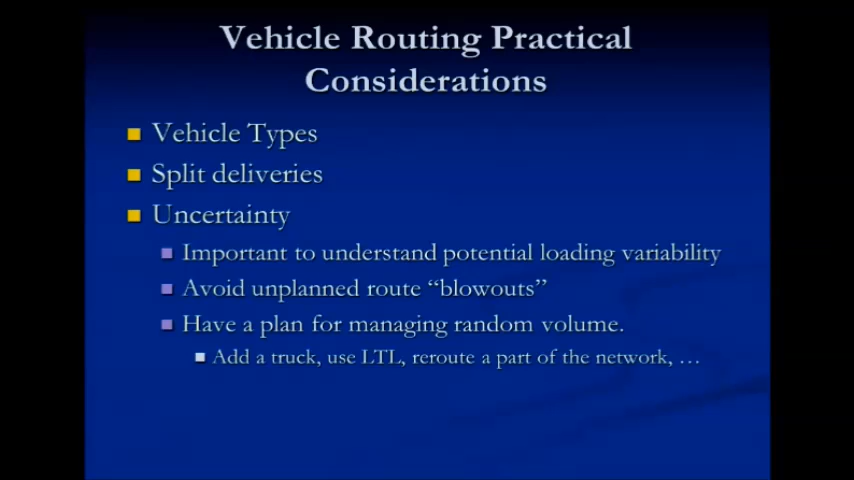 Vehicle Routing Practical
Considerations
Vehicle Types
Split deliveries
Uncertainty
Important to understand potential loading variability
Avoid unplanned route “blowouts”
Have a plan for managing random volume.
Add a truck, use LTL, reroute a part of the network, …